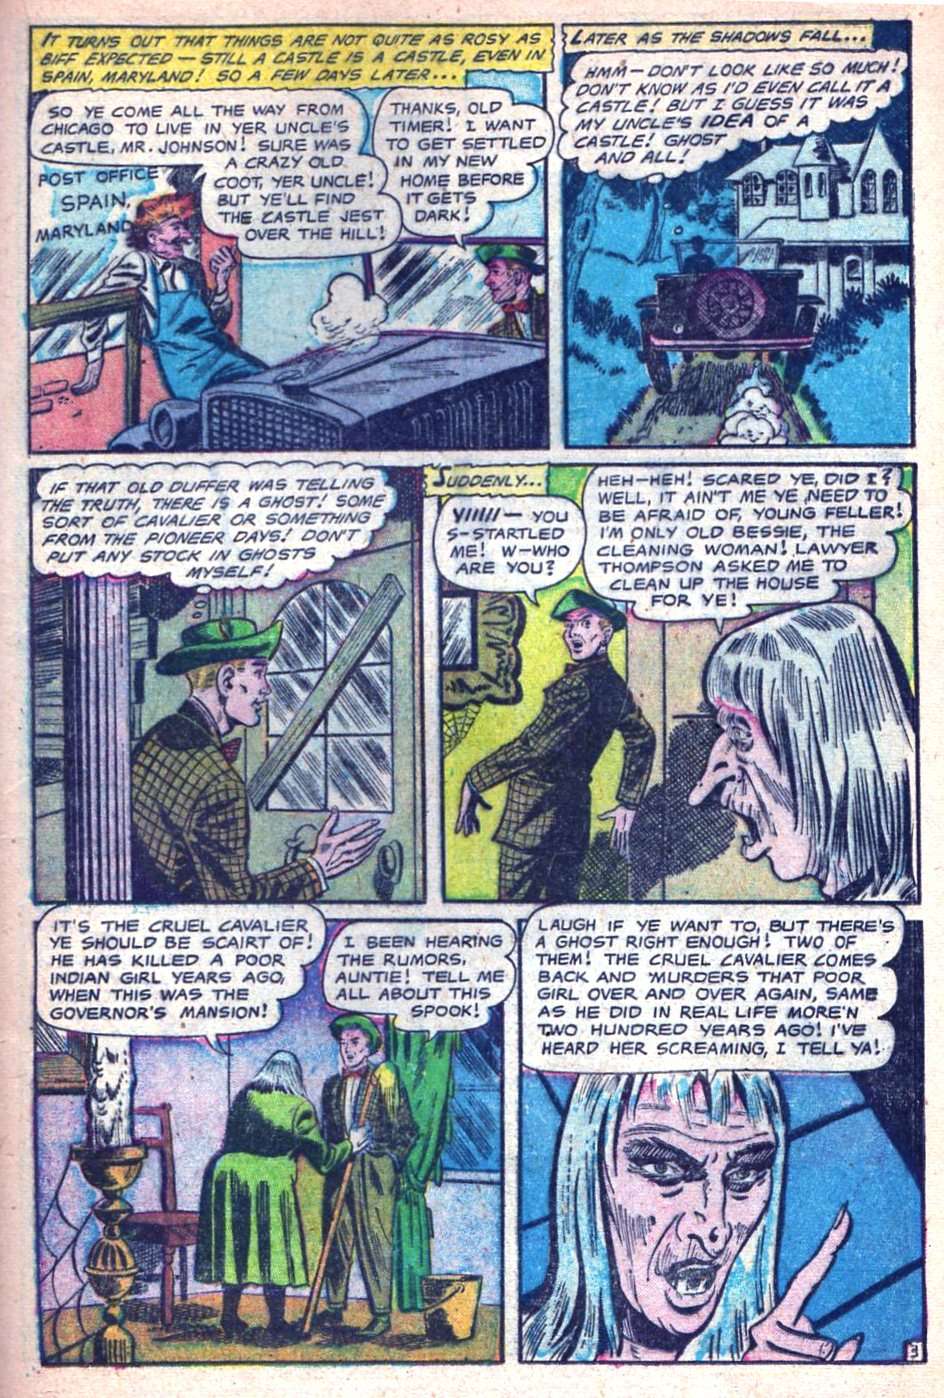 IT TURNS OUT THAT THINGS ARE NOT QUITE AS ROSY AS
BIFF EXPECTED — STILL A CASTLE IS A CASTLE, EVEN IN
SPAIN, MARYLAND! SO A FEW DAYS LATER...
SO YE COME ALL THE WAY FROM
CHICAGO TO LIVE IN YER UNCLE'S
CASTLE, MR. JOHNSON! SURE WAS
A CRAZY OLD
COOT, YER UNCLE!
BUT YE'LL FIND
THE CASTLE JEST
OVER THE HILL!
THANKS, OLD
TIMER! I WANT
TO GET SETTLED
IN MY NEW
HOME BEFORE
IT GETS
DARK!
POST OFFICE
SPAIN,
MARYLAND
LATER AS THE SHADOWS FALL...
HMM — DON'T LOOK LIKE SO MUCH!
DON'T KNOW AS I'D EVEN CALL IT A
CASTLE! BUT I GUESS IT WAS
MY UNCLE'S IDEA OF A
CASTLE! GHOST
AND ALL!
IF THAT OLD DUFFER WAS TELLING
THE TRUTH, THERE IS A GHOST! SOME
SORT OF CAVALIER OR SOMETHING
FROM THE PIONEER DAYS! DON'T
PUT ANY STOCK IN GHOSTS
MYSELF!
SUDDENLY...
YIIIII — YOU
S-STARTLED
ME! W-WHO
ARE YOU?
HEH-HEH! SCARED YE, DID I?
WELL, IT AIN'T ME YE NEED TO
BE AFRAID OF, YOUNG FELLER!
I'M ONLY OLD BESSIE, THE
CLEANING WOMAN! LAWYER
THOMPSON ASKED ME TO
CLEAN UP THE HOUSE
FOR YE!
IT'S THE CRUEL CAVALIER
YE SHOULD BE SCAIRT OF!
HE HAS KILLED A POOR
INDIAN GIRL YEARS AGO,
WHEN THIS WAS THE
GOVERNOR'S MANSION!
I BEEN HEARING
THE RUMORS,
AUNTIE! TELL ME
ALL ABOUT THIS
SPOOK!
LAUGH IF YE WANT TO, BUT THERE'S
A GHOST RIGHT ENOUGH! TWO OF
THEM! THE CRUEL CAVALIER COMES
BACK AND MURDERS THAT POOR
GIRL OVER AND OVER AGAIN, SAME
AS HE DID IN REAL LIFE MORE'N
TWO HUNDRED YEARS AGO! I'VE
HEARD HER SCREAMING, I TELL YA!
3